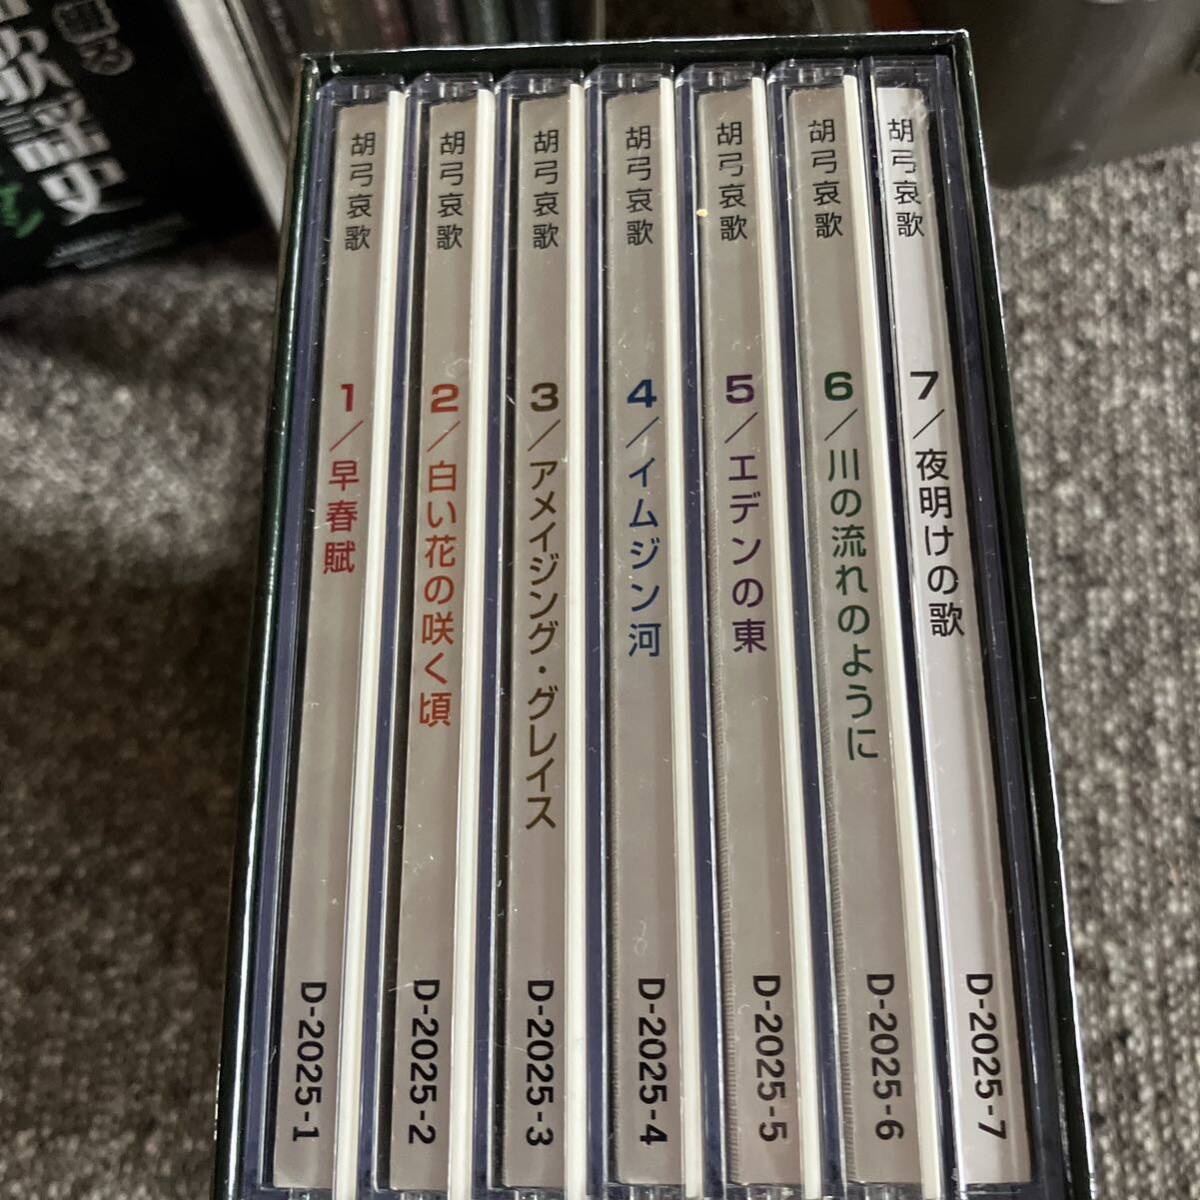 胡弓哀歌 1／早春賦 D-2025-1
胡弓哀歌 2／白い花の咲く頃 D-2025-2
胡弓哀歌 3／アメイジング・グレイス D-2025-3
胡弓哀歌 4／イムジン河 D-2025-4
胡弓哀歌 5／エデンの東 D-2025-5
胡弓哀歌 6／川の流れのように D-2025-6
胡弓哀歌 7／夜明けの歌 D-2025-7
歌謡史